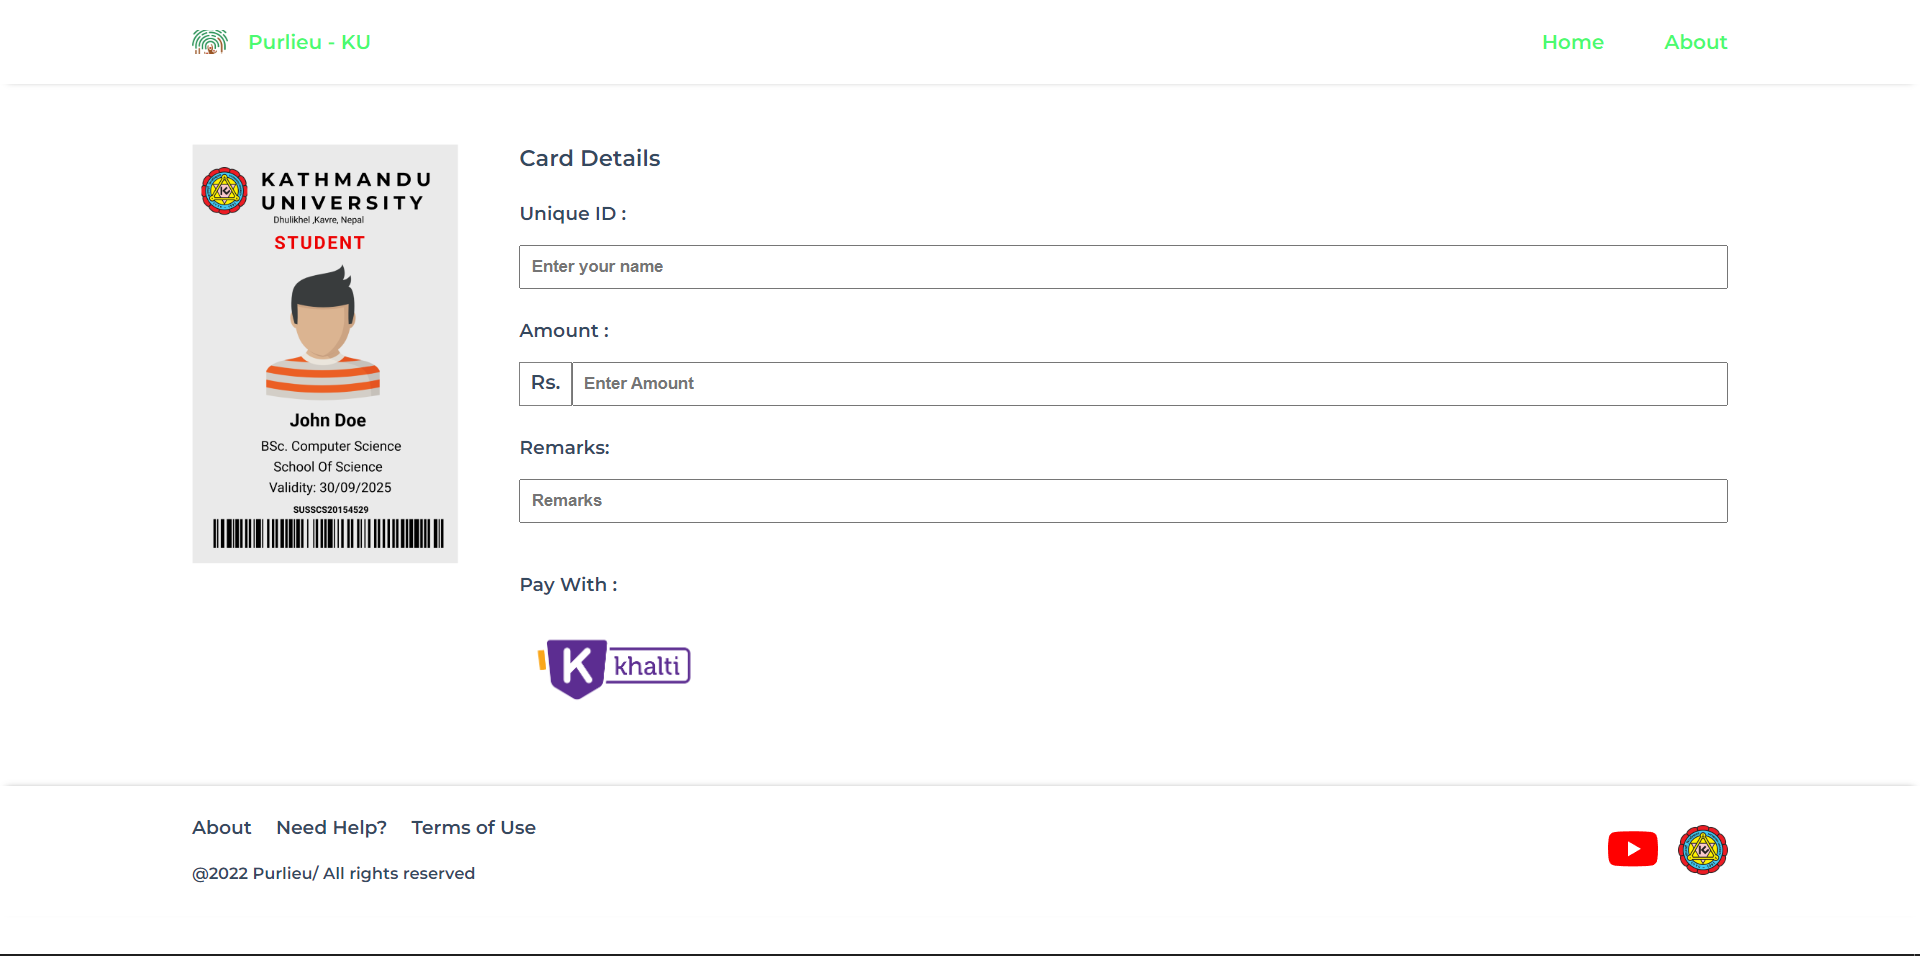 Purlieu - KU
Home
About
KATHMANDU
UNIVERSITY
Dhulikhel ,Kavre, Nepal
STUDENT
John Doe
BSc. Computer Science
School Of Science
Validity: 30/09/2025
SUSSCS20154529
Card Details
Unique ID :
Enter your name
Amount :
Rs.
Enter Amount
Remarks:
Remarks
Pay With :
K khalti
About
Need Help?
Terms of Use
@2022 Purlieu/ All rights reserved